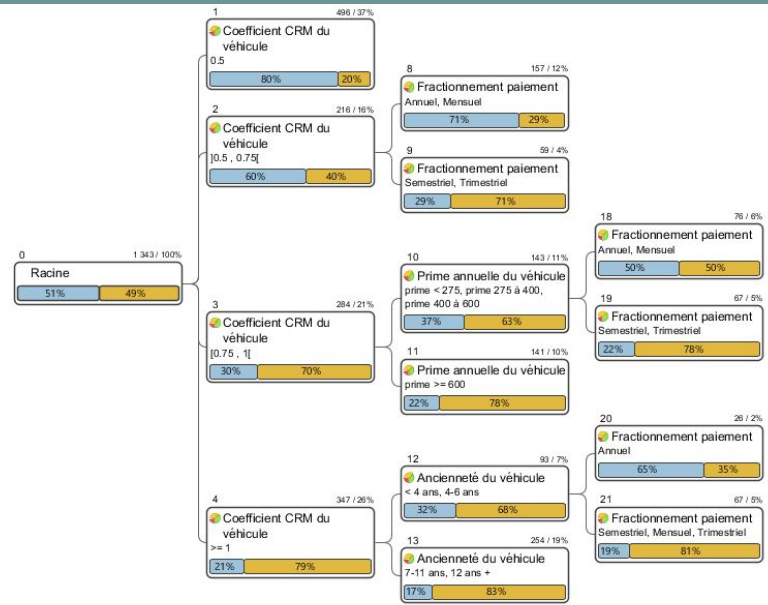 1 496 / 37%
Coefficient CRM du
véhicule
0.5
80% 20%
2 216 / 16%
Coefficient CRM du
véhicule
]0.5 , 0.75[
60% 40%
8 157 / 12%
Fractionnement paiement
Annuel, Mensuel
71% 29%
9 59 / 4%
Fractionnement paiement
Semestriel, Trimestriel
29% 71%
0 1 343 / 100%
Racine
51% 49%
3 284 / 21%
Coefficient CRM du
véhicule
[0.75 , 1[
30% 70%
10 143 / 11%
Prime annuelle du véhicule
prime < 275, prime 275 à 400,
prime 400 à 600
37% 63%
11 141 / 10%
Prime annuelle du véhicule
prime >= 600
22% 78%
18 76 / 6%
Fractionnement paiement
Annuel, Mensuel
50% 50%
19 67 / 5%
Fractionnement paiement
Semestriel, Trimestriel
22% 78%
4 347 / 26%
Coefficient CRM du
véhicule
>= 1
21% 79%
12 93 / 7%
Ancienneté du véhicule
< 4 ans, 4-6 ans
32% 68%
13 254 / 19%
Ancienneté du véhicule
7-11 ans, 12 ans +
17% 83%
20 26 / 2%
Fractionnement paiement
Annuel
65% 35%
21 67 / 5%
Fractionnement paiement
Semestriel, Mensuel, Trimestriel
19% 81%